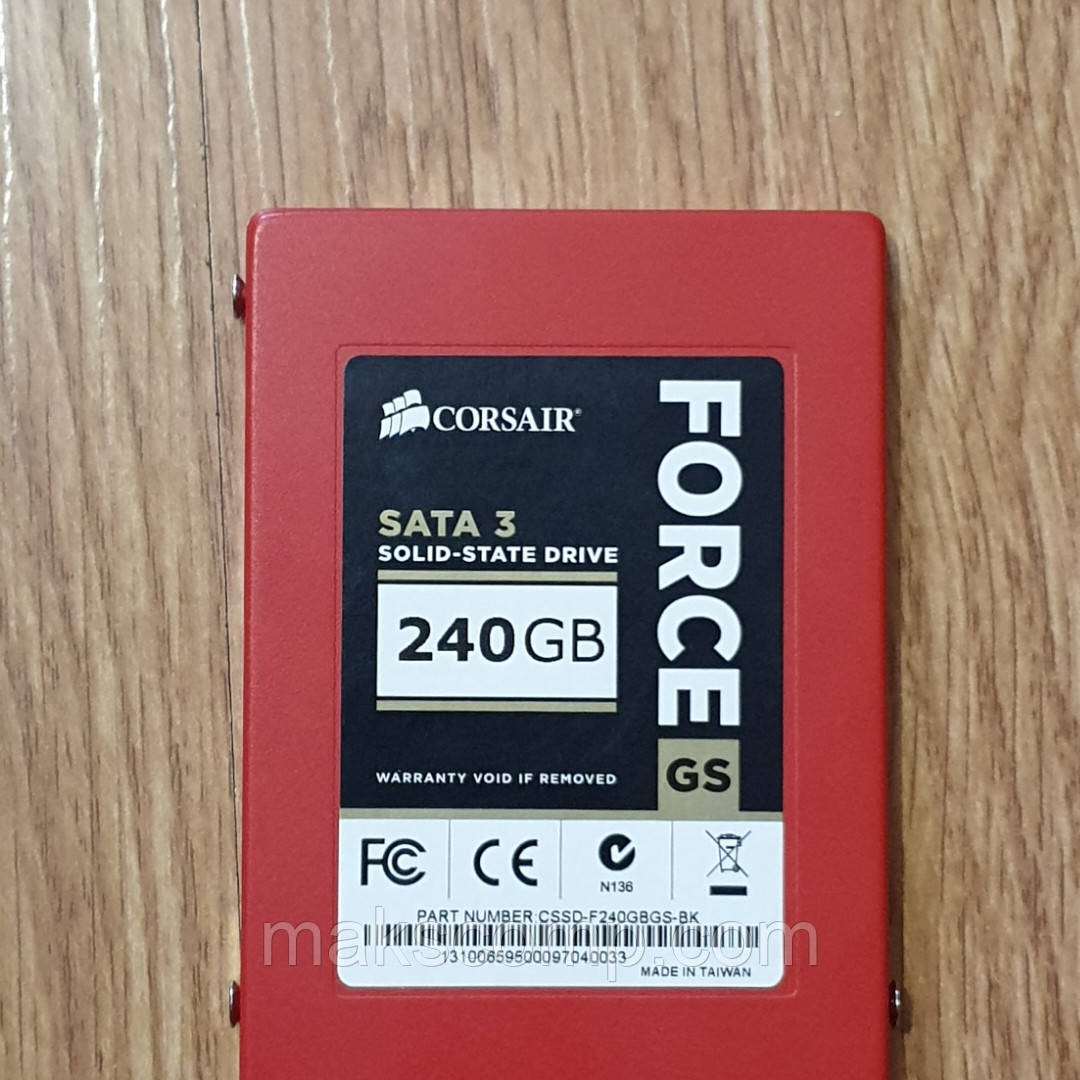 CORSAIR®
SATA 3
SOLID-STATE DRIVE
240GB
WARRANTY VOID IF REMOVED
FORCE
GS
FC
CE
N136
PART NUMBER:CSSD-F240GBGS-BK
13100659500097040033
MADE IN TAIWAN
makscomp.com